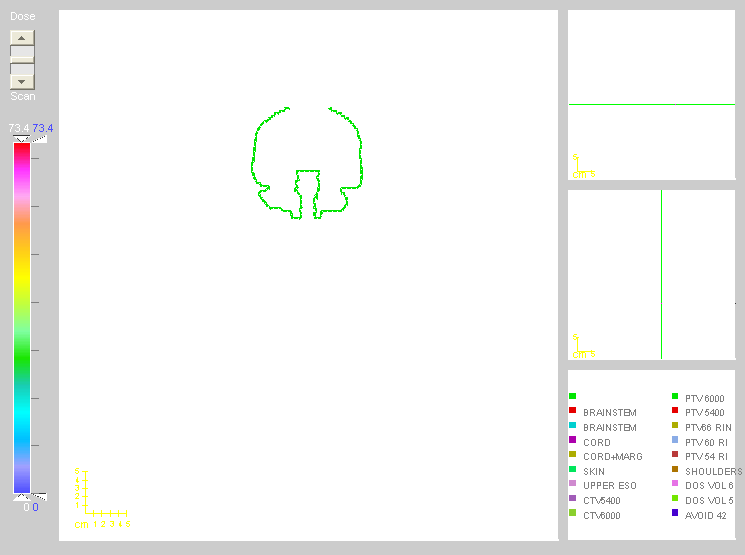 Dose
Scan
73.4 73.4
0 0
5
4
3
2
1
cm 1 2 3 4 5
5
cm 5
5
cm 5
PTV6000
BRAINSTEM PTV5400
BRAINSTEM PTV66 RIN
CORD PTV60 RI
CORD+MARG PTV54 RI
SKIN SHOULDERS
UPPER ESO DOS VOL 6
CTV5400 DOS VOL 5
CTV6000 AVOID 42